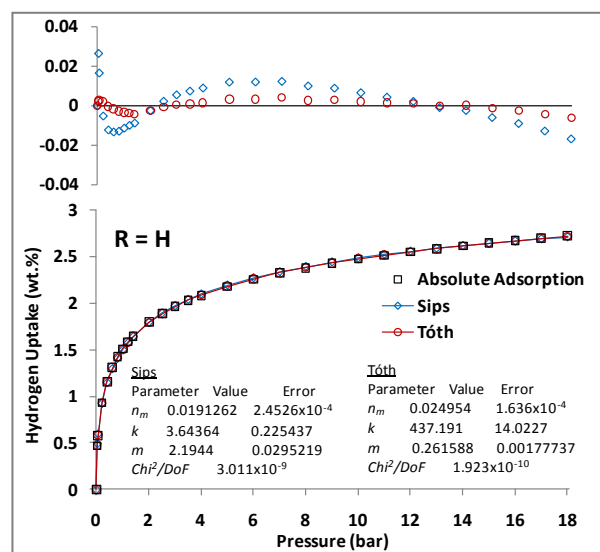 0.04
0.02
0
-0.02
-0.04
3
2.5
2
1.5
1
0.5
0
Hydrogen Uptake (wt.%)
R = H
Absolute Adsorption
Sips
Tóth
Sips
Parameter Value Error
nm 0.0191262 2.4526x10-4
k 3.64364 0.225437
m 2.1944 0.0295219
Chi2/DoF 3.011x10-9
Tóth
Parameter Value Error
nm 0.024954 1.636x10-4
k 437.191 14.0227
m 0.261588 0.00177737
Chi2/DoF 1.923x10-10
0 2 4 6 8 10 12 14 16 18
Pressure (bar)